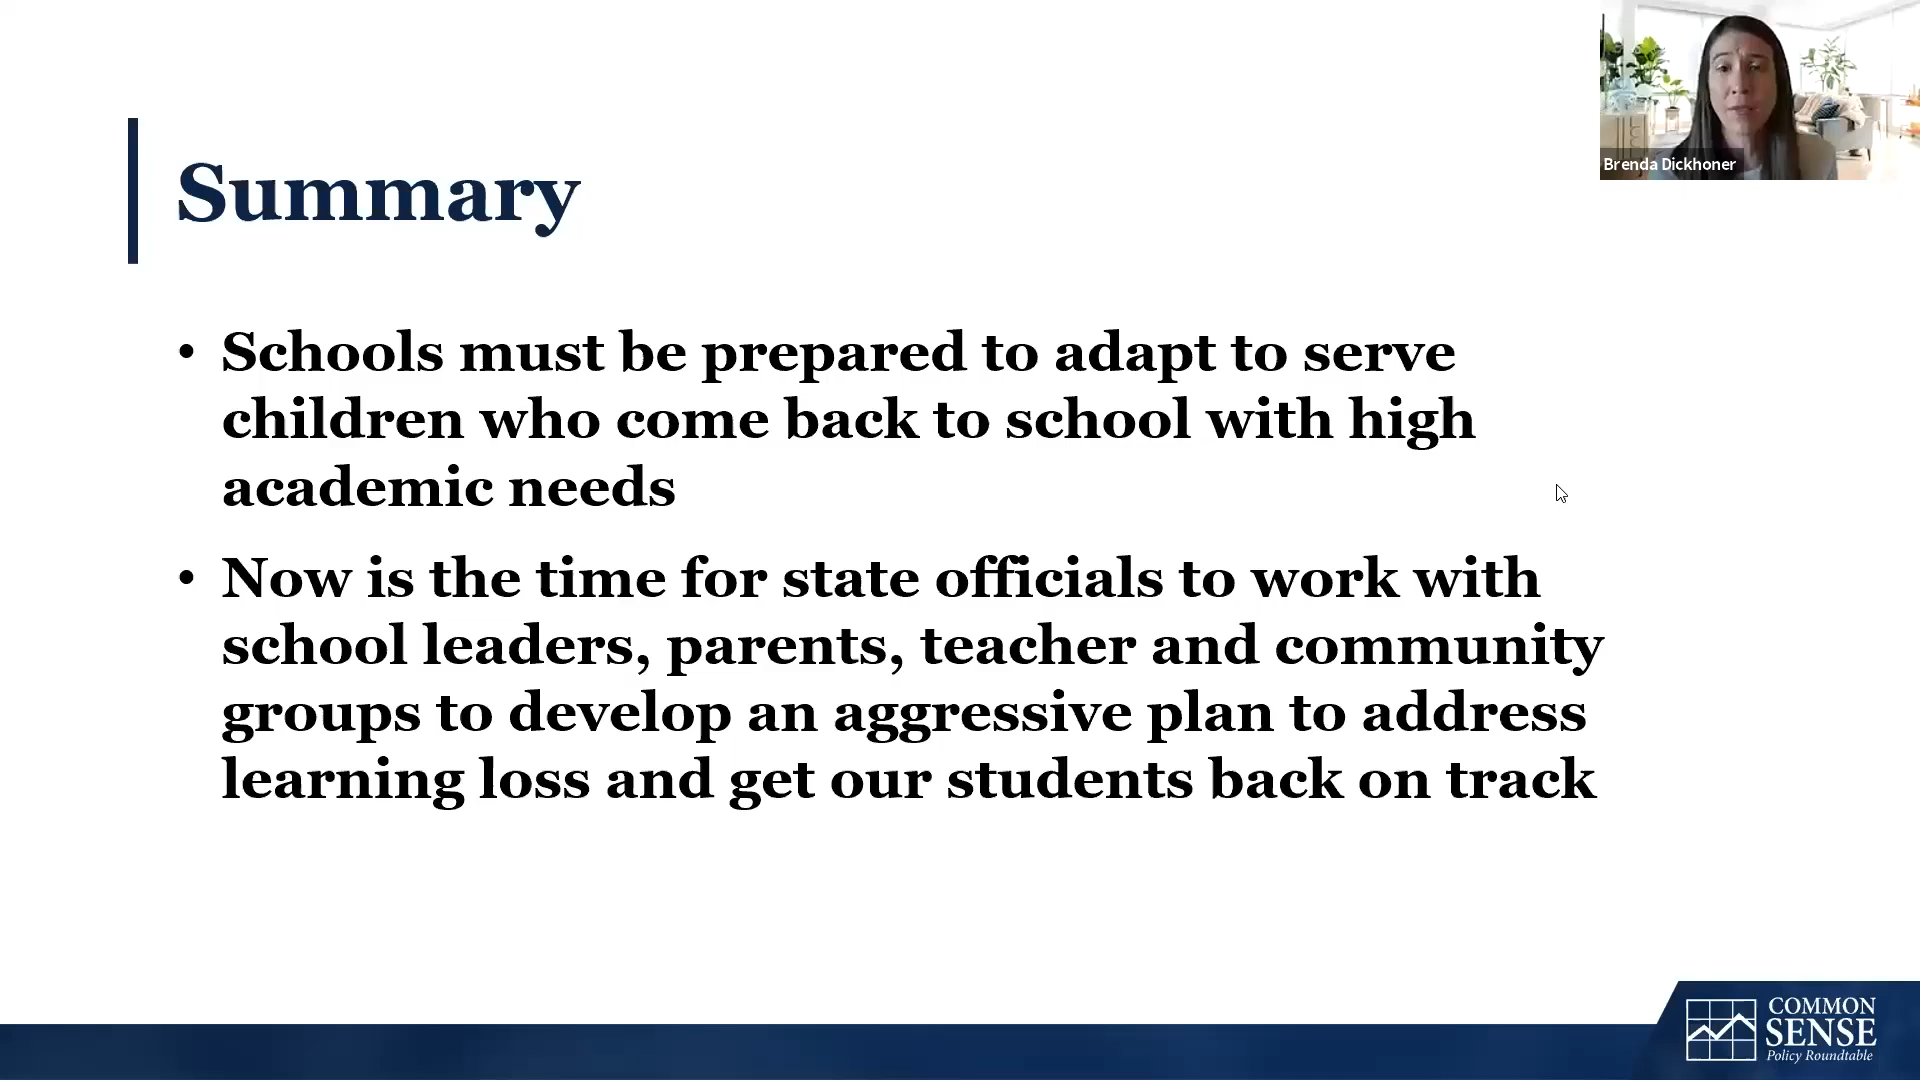 Brenda Dickhoner
Summary
• Schools must be prepared to adapt to serve
children who come back to school with high
academic needs
• Now is the time for state officials to work with
school leaders, parents, teacher and community
groups to develop an aggressive plan to address
learning loss and get our students back on track
COMMON
SENSE
Policy Roundtable